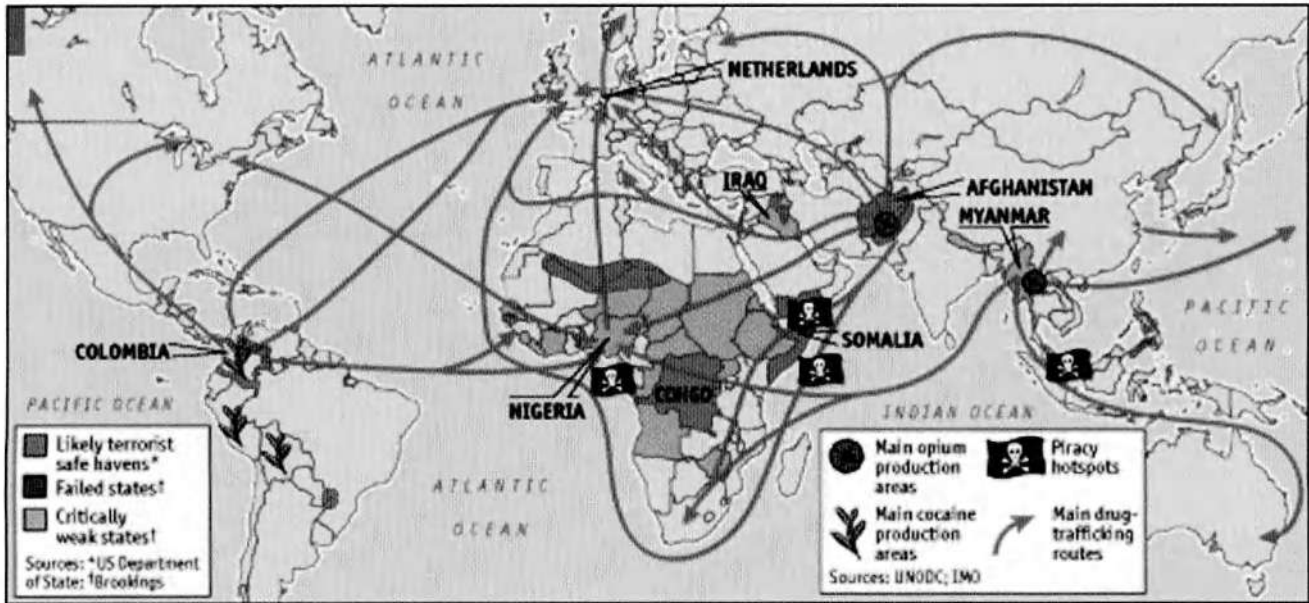 ATLANTIC
OCEAN
NETHERLANDS
IRAQ
AFGHANISTAN
MYANMAR
PACIFIC
OCEAN
COLOMBIA
SOMALIA
NIGERIA
CONGO
PACIFIC OCEAN
INDIAN OCEAN
ATLANTIC
OCEAN
Likely terrorist
safe havens*
Failed states†
Critically
weak states†
Sources: *US Department
of State; †Brookings
Main opium
production
areas
Piracy
hotspots
Main cocaine
production
areas
Main drug-
trafficking
routes
Sources: UNODC; IMO